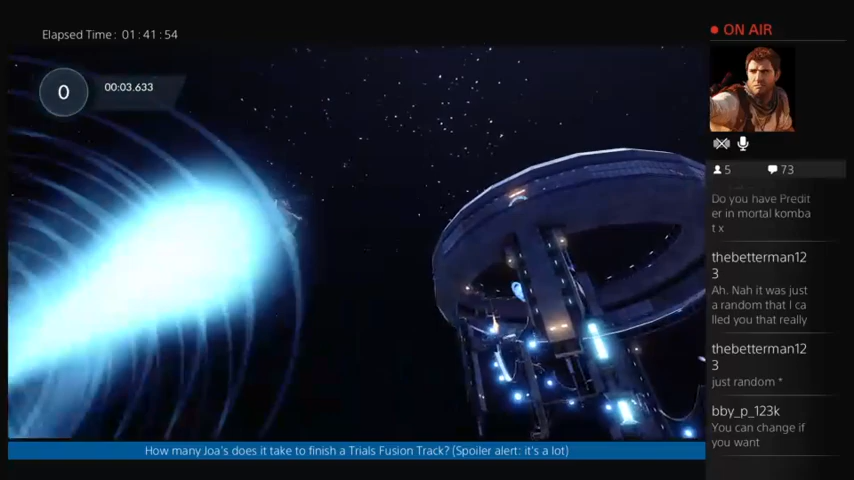 Elapsed Time: 01:41:54
ON AIR
0
00:03.633
5
73
Do you have Predit
er in mortal komba
t x
thebetterman12
3
Ah. Nah it was just
a random that I ca
lled you that really
thebetterman12
3
just random *
bby_p_123k
You can change if
you want
How many Joa's does it take to finish a Trials Fusion Track? (Spoiler alert: it's a lot)